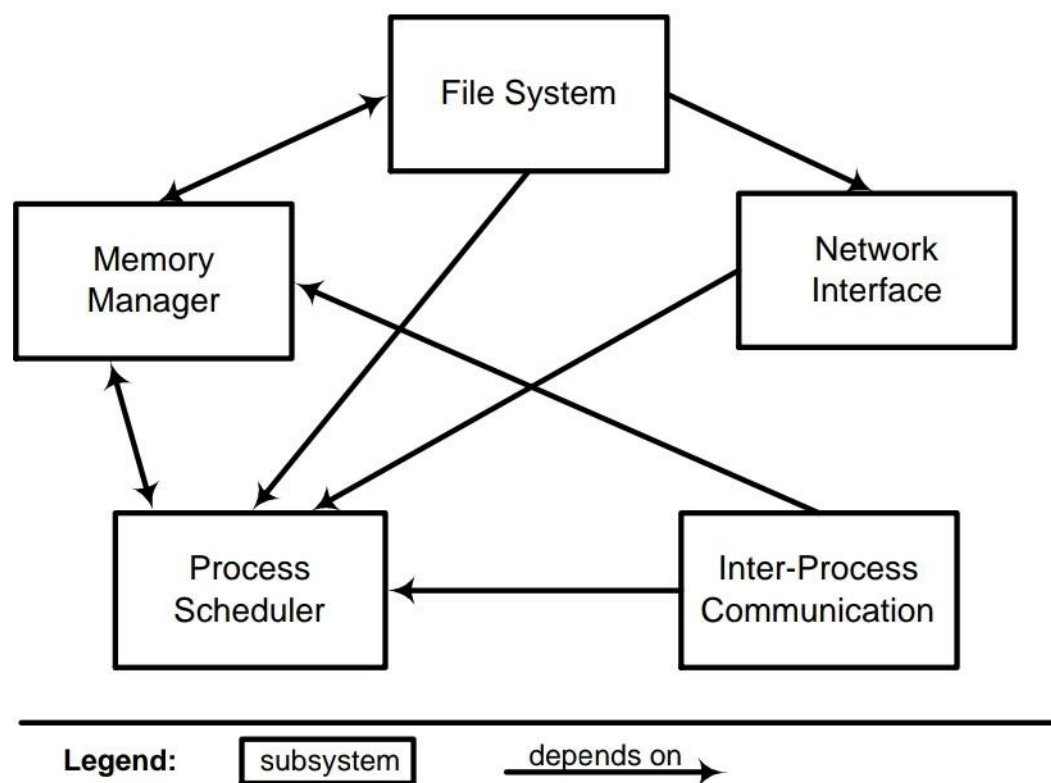 File System
Memory
Manager
Network
Interface
Process
Scheduler
Inter-Process
Communication
Legend: subsystem depends on